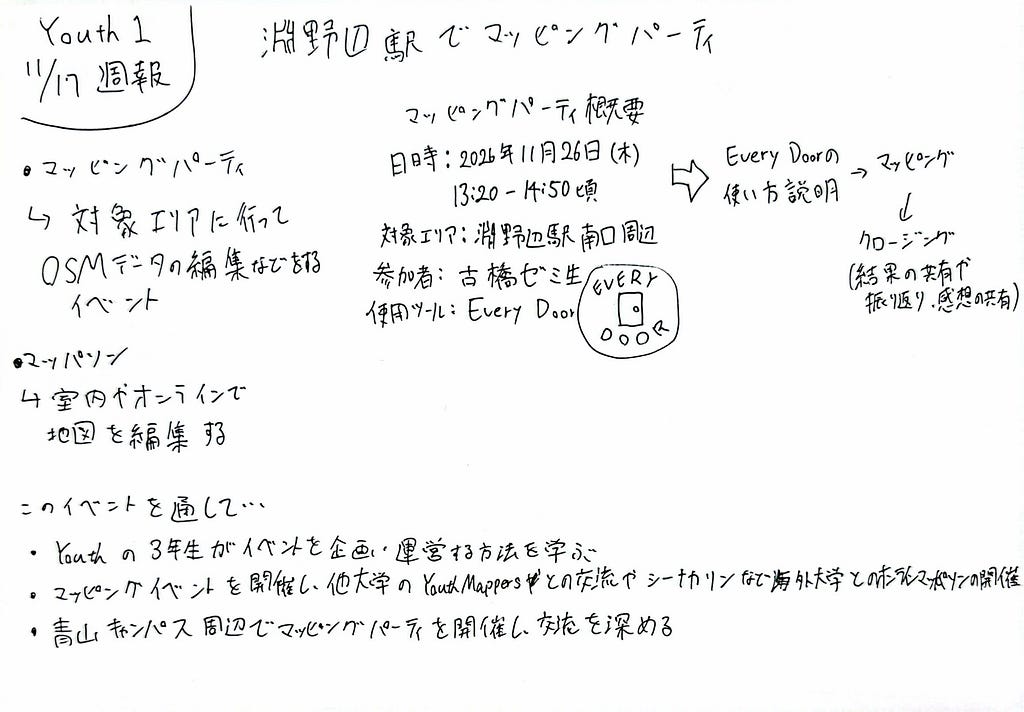 Youth 1
11/17 週報
淵野辺駅でマッピングパーティ
・マッピングパーティ
↳ 対象エリアに行って
OSMデータの編集などをする
イベント
・マッパソン
↳ 室内やオンラインで
地図を編集する
マッピングパーティ概要
日時：2026年11月26日(木)
13:20-14:50頃
対象エリア：淵野辺駅南口周辺
参加者：古橋ゼミ生
使用ツール：Every Door
EVERY
DOOR
⇨
Every Doorの
使い方説明
→ マッピング
↓
クロージング
(結果の共有や
振り返り、感想の共有)
このイベントを通して…
・Youthの3年生がイベントを企画・運営する方法を学ぶ
・マッピングイベントを開催し、他大学のYouthMappersとの交流やシーナカリンなど海外大学とのオンラインマッパソンの開催
・青山キャンパス周辺でマッピングパーティを開催し、交流を深める